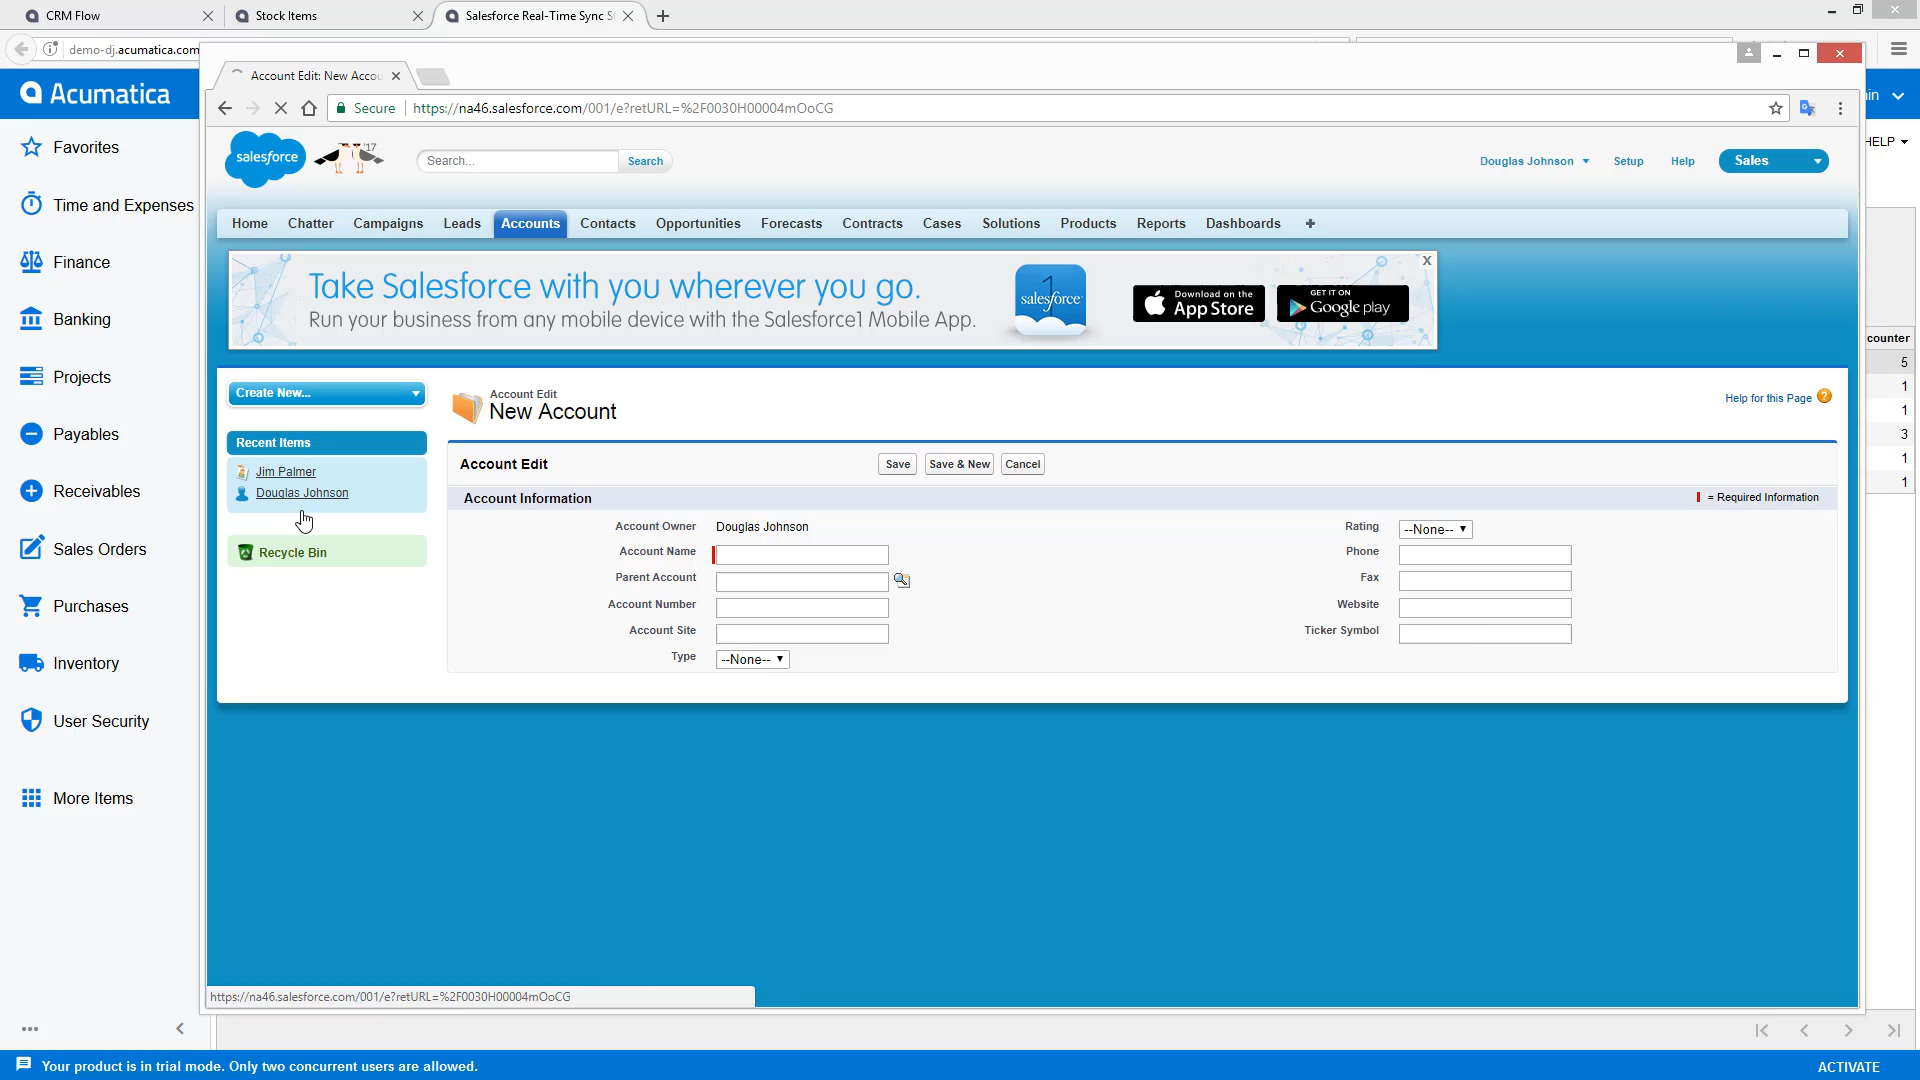 CRM Flow
Stock Items
Salesforce Real-Time Sync S
demo-dj.acumatica.com
Account Edit: New Accou
Secure
https://na46.salesforce.com/001/e?retURL=%2F0030H00004mOoCG
Acumatica
in
HELP
Favorites
Time and Expenses
Finance
Banking
Projects
Payables
Receivables
Sales Orders
Purchases
Inventory
User Security
More Items
salesforce
'17
Search...
Search
Douglas Johnson
Setup
Help
Sales
Home
Chatter
Campaigns
Leads
Accounts
Contacts
Opportunities
Forecasts
Contracts
Cases
Solutions
Products
Reports
Dashboards
+
Take Salesforce with you wherever you go.
Run your business from any mobile device with the Salesforce1 Mobile App.
1
salesforce
Download on the
App Store
GET IT ON
Google play
X
Create New...
Recent Items
Jim Palmer
Douglas Johnson
Recycle Bin
Account Edit
New Account
Help for this Page
?
Account Edit
Save
Save & New
Cancel
Account Information
= Required Information
Account Owner
Douglas Johnson
Account Name
Parent Account
Account Number
Account Site
Type
--None--
Rating
--None--
Phone
Fax
Website
Ticker Symbol
counter
5
1
1
3
1
1
https://na46.salesforce.com/001/e?retURL=%2F0030H00004mOoCG
Your product is in trial mode. Only two concurrent users are allowed.
ACTIVATE